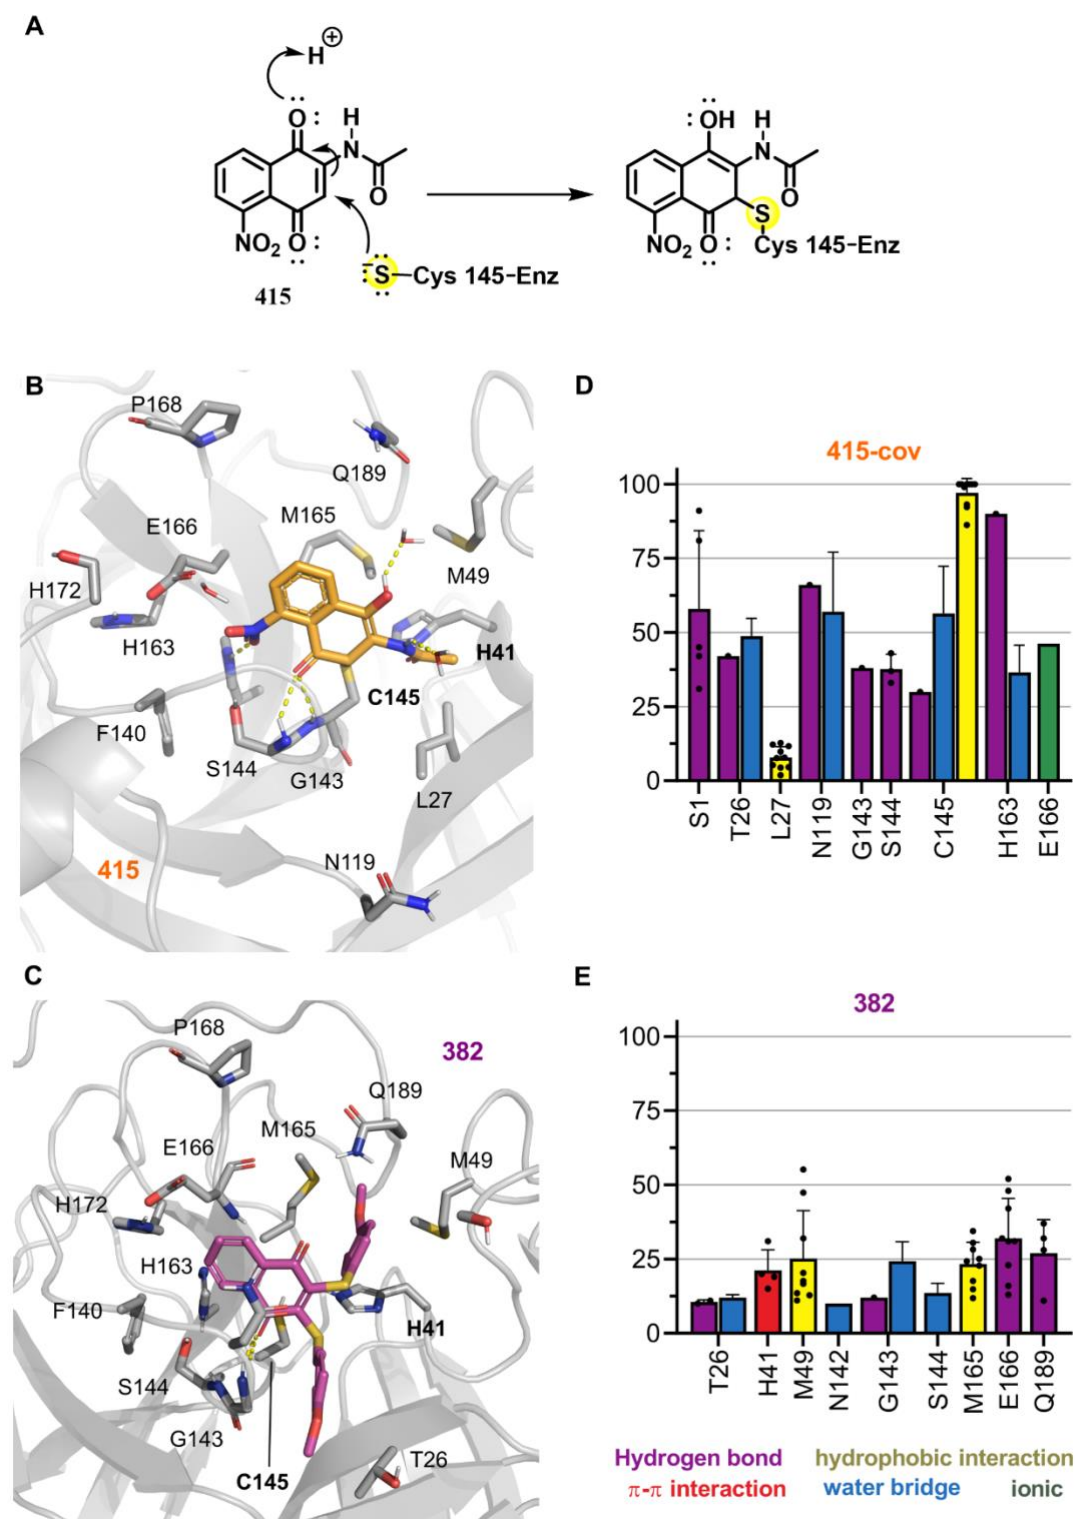 A
H⊕
O
H
N
O
NO2 O
S–Cys 145–Enz
415
OH
H
N
O
S
NO2 O
Cys 145–Enz
B
P168
Q189
M165
E166
M49
H172
H163
H41
C145
F140
S144
G143
L27
415
N119
D
415-cov
100
75
50
25
0
S1
T26
L27
N119
G143
S144
C145
H163
E166
C
P168
382
Q189
M165
E166
M49
H172
H163
F140
H41
S144
G143
C145
T26
E
382
100
75
50
25
0
T26
H41
M49
N142
G143
S144
M165
E166
Q189
Hydrogen bond
hydrophobic interaction
π-π interaction
water bridge
ionic